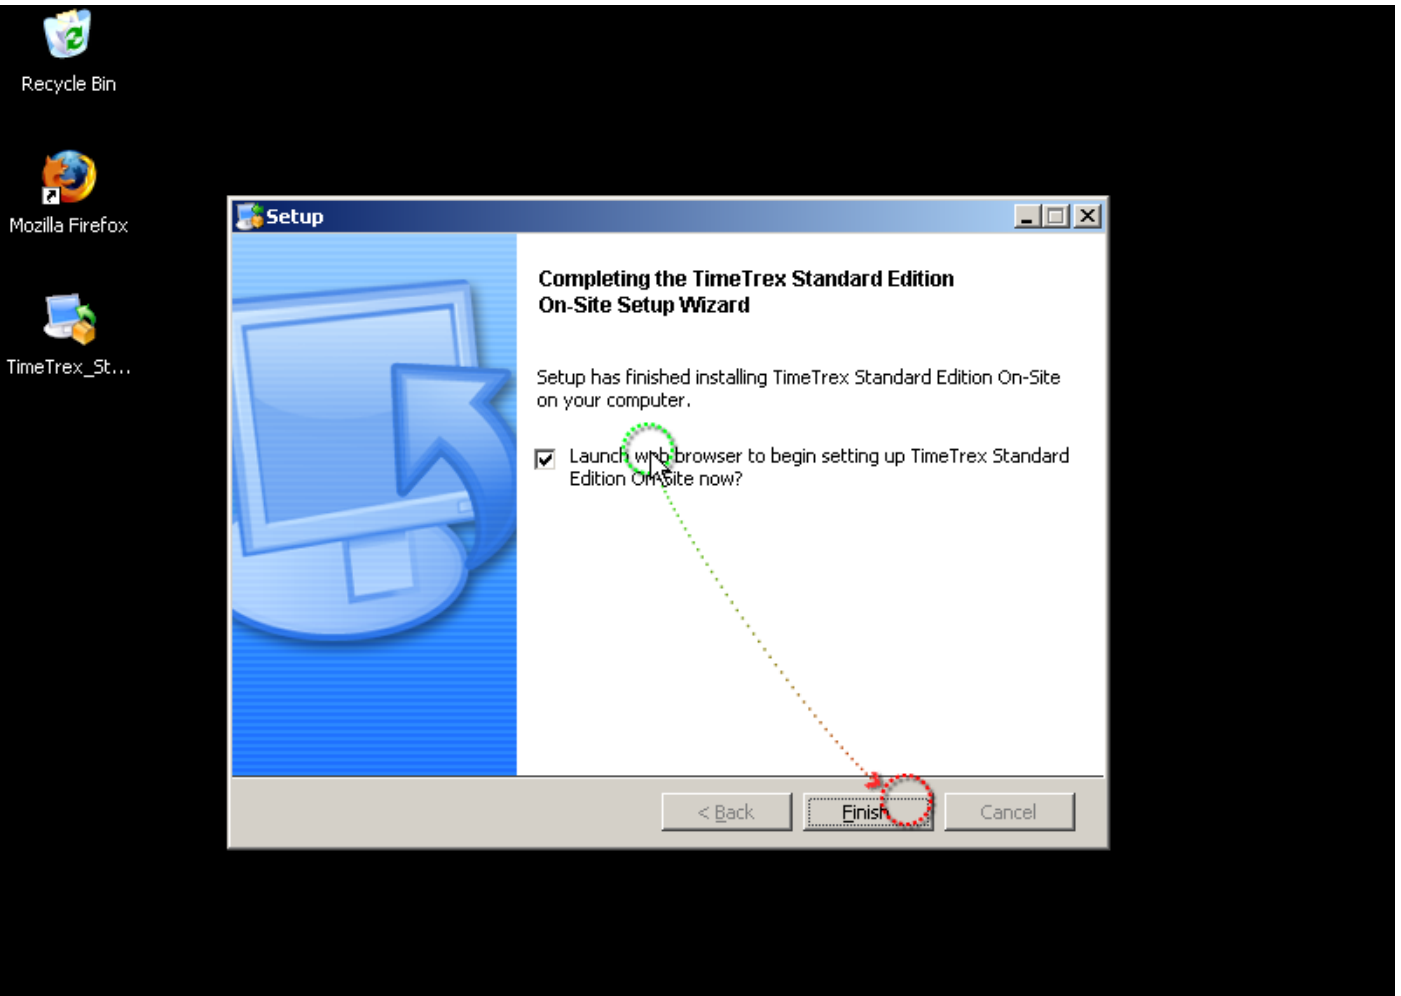 Recycle Bin
Mozilla Firefox
TimeTrex_St...
Setup
Completing the TimeTrex Standard Edition
On-Site Setup Wizard
Setup has finished installing TimeTrex Standard Edition On-Site
on your computer.
Launch web browser to begin setting up TimeTrex Standard
Edition On-Site now?
< Back
Finish
Cancel